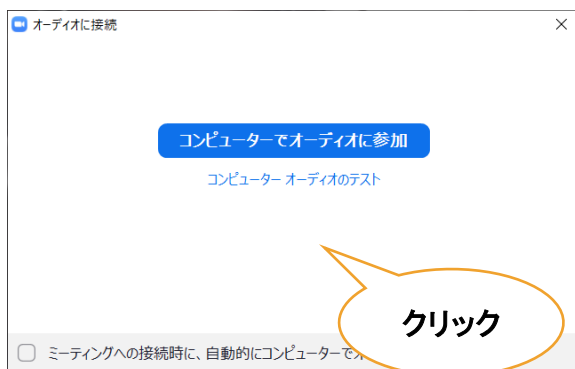 オーディオに接続
コンピューターでオーディオに参加
コンピューター オーディオのテスト
クリック
ミーティングへの接続時に、自動的にコンピューターでオ